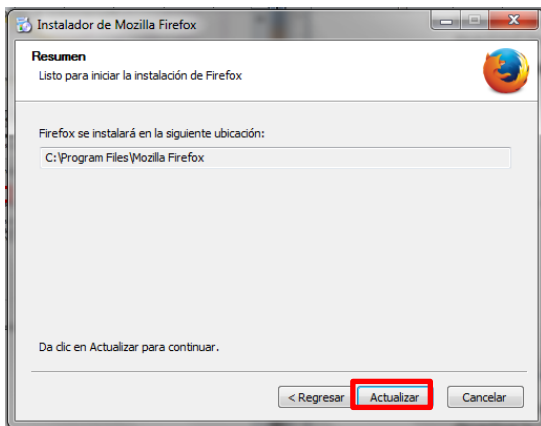 Instalador de Mozilla Firefox
Resumen
Listo para iniciar la instalación de Firefox
Firefox se instalará en la siguiente ubicación:
C:\Program Files\Mozilla Firefox
Da clic en Actualizar para continuar.
< Regresar Actualizar Cancelar